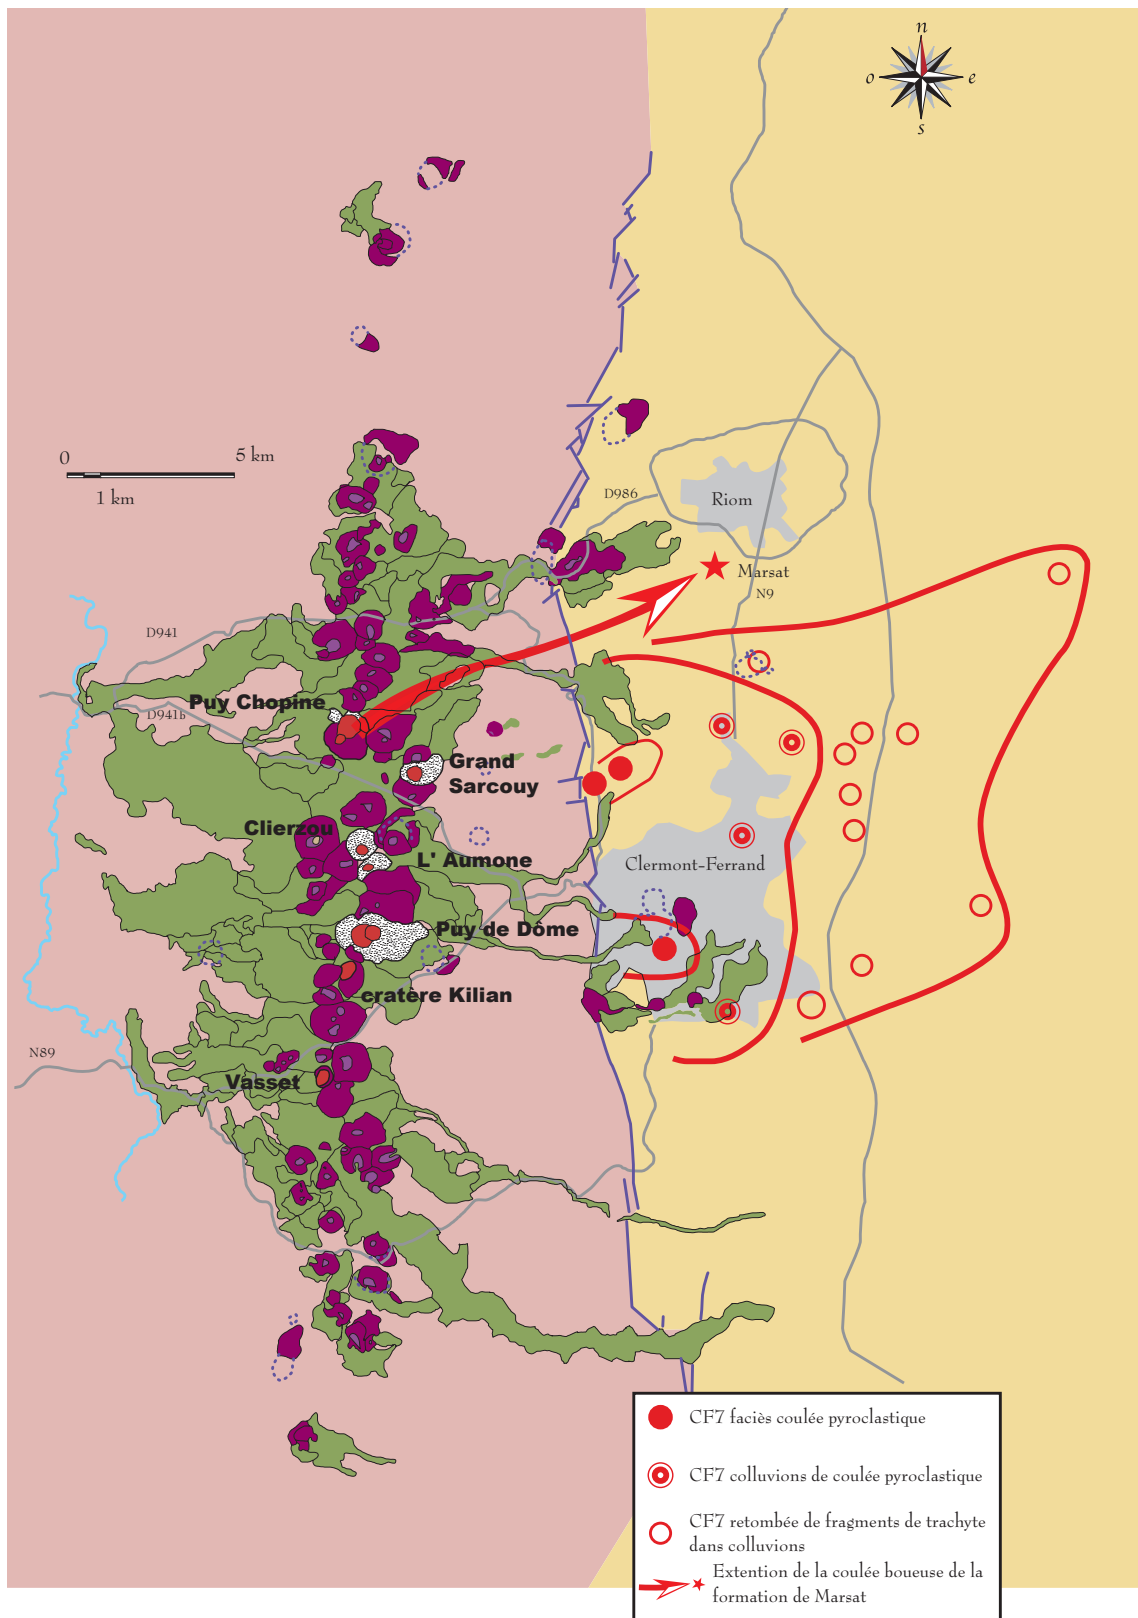 n
o
e
s
0
5 km
1 km
D986
Riom
Marsat
N9
D941
Puy Chopine
D941b
Grand
Sarcouy
Clierzou
L' Aumone
Clermont-Ferrand
Puy de Dôme
cratère Kilian
N89
Vasset
CF7 faciès coulée pyroclastique
CF7 colluvions de coulée pyroclastique
CF7 retombée de fragments de trachyte
dans colluvions
Extention de la coulée boueuse de la
formation de Marsat